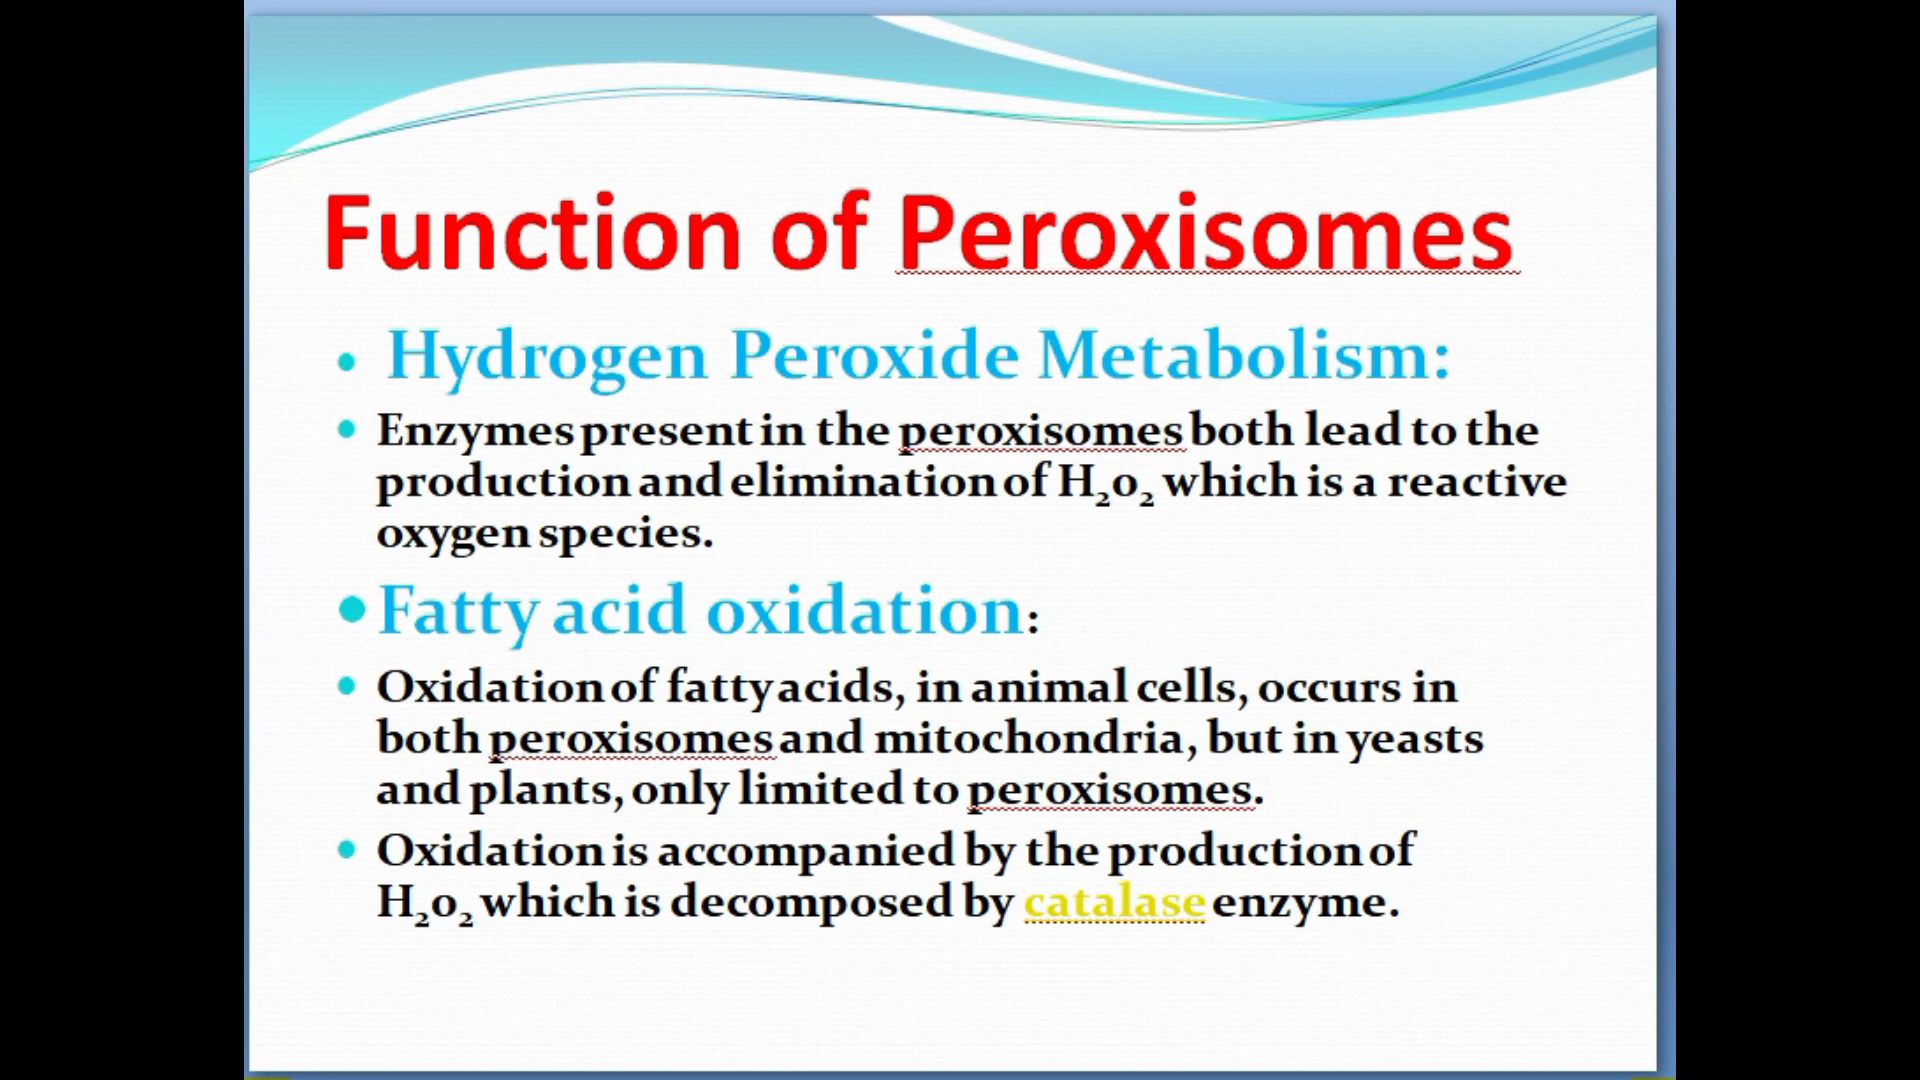 Function of Peroxisomes
• Hydrogen Peroxide Metabolism:
• Enzymes present in the peroxisomes both lead to the
production and elimination of H₂o₂ which is a reactive
oxygen species.
• Fatty acid oxidation:
• Oxidation of fatty acids, in animal cells, occurs in
both peroxisomes and mitochondria, but in yeasts
and plants, only limited to peroxisomes.
• Oxidation is accompanied by the production of
H₂o₂ which is decomposed by catalase enzyme.